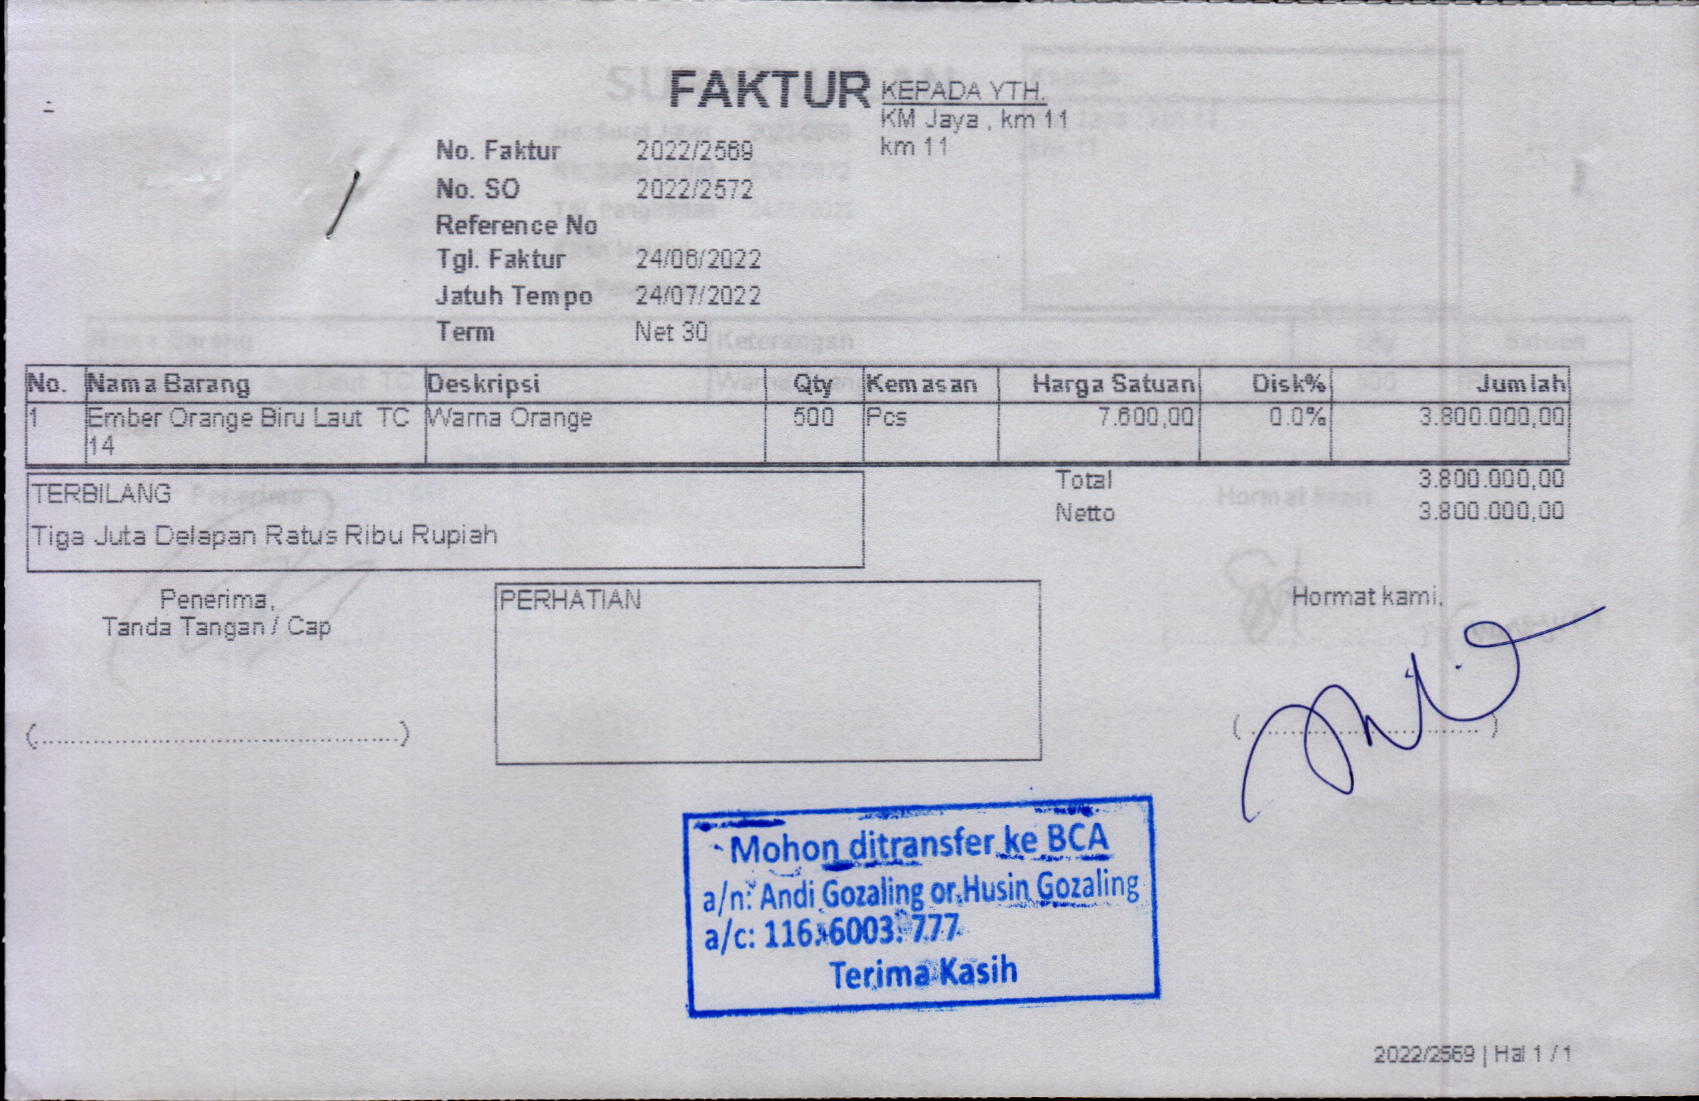 FAKTUR
KEPADA YTH.
KM Jaya , km 11
km 11
No. Faktur 2022/2569
No. SO 2022/2572
Reference No
Tgl. Faktur 24/06/2022
Jatuh Tempo 24/07/2022
Term Net 30
No. Nama Barang Deskripsi Qty Kemasan Harga Satuan Disk% Jumlah
1 Ember Orange Biru Laut TC Warna Orange 500 Pcs 7.600,00 0.0% 3.800.000,00
14
Total 3.800.000,00
Netto 3.800.000,00
TERBILANG
Tiga Juta Delapan Ratus Ribu Rupiah
Penerima,
Tanda Tangan / Cap
(............................................)
PERHATIAN
Hormat kami,
(..............................)
Mohon ditransfer ke BCA
a/n: Andi Gozaling or Husin Gozaling
a/c: 116. 6003. 777
Terima Kasih
2022/2569 | Hal 1 / 1